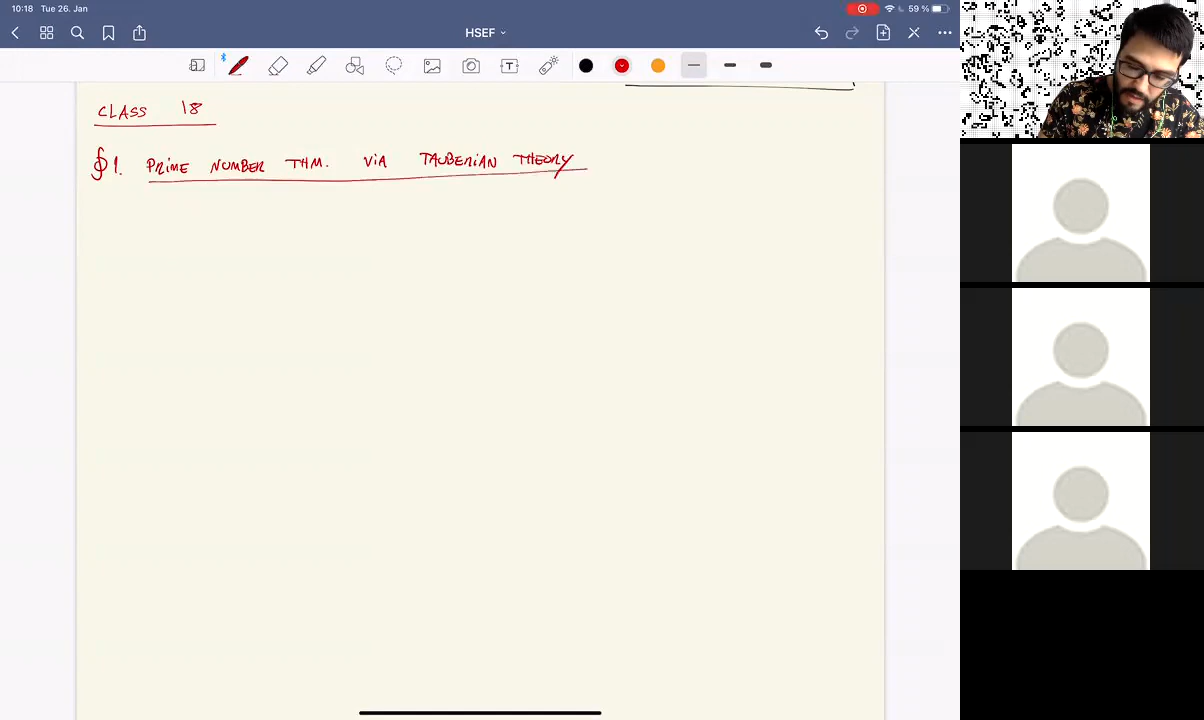 10:18 Tue 26. Jan 59 %
HSEF
CLASS 18
§1. PRIME NUMBER THM. VIA TAUBERIAN THEORY